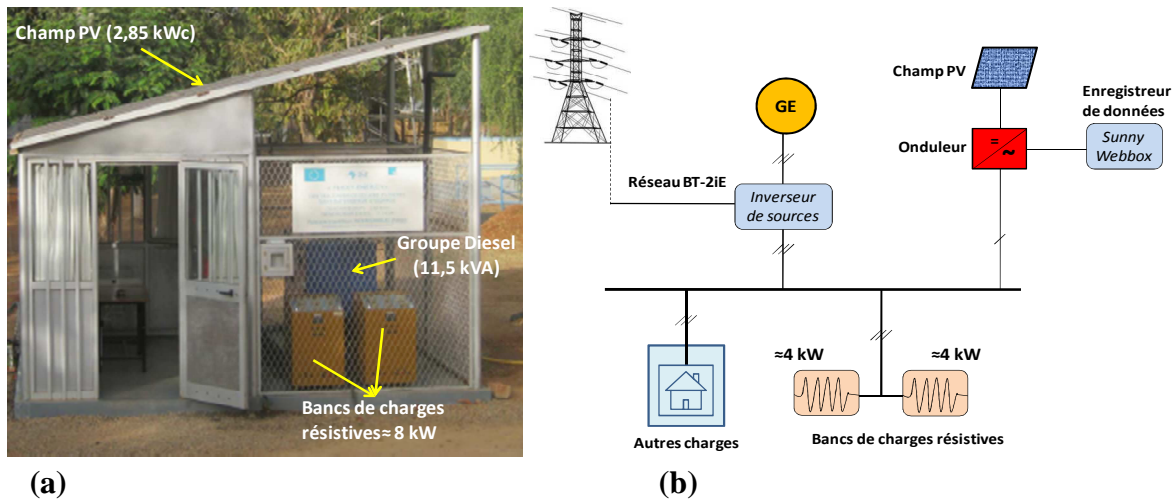 Champ PV (2,85 kWc)
Groupe Diesel
(11,5 kVA)
Bancs de charges
résistives≈ 8 kW
(a)
(b)
Champ PV
GE
Enregistreur
de données
Onduleur
=
~
Sunny
Webbox
Réseau BT-2iE
Inverseur
de sources
≈4 kW
≈4 kW
Autres charges
Bancs de charges résistives